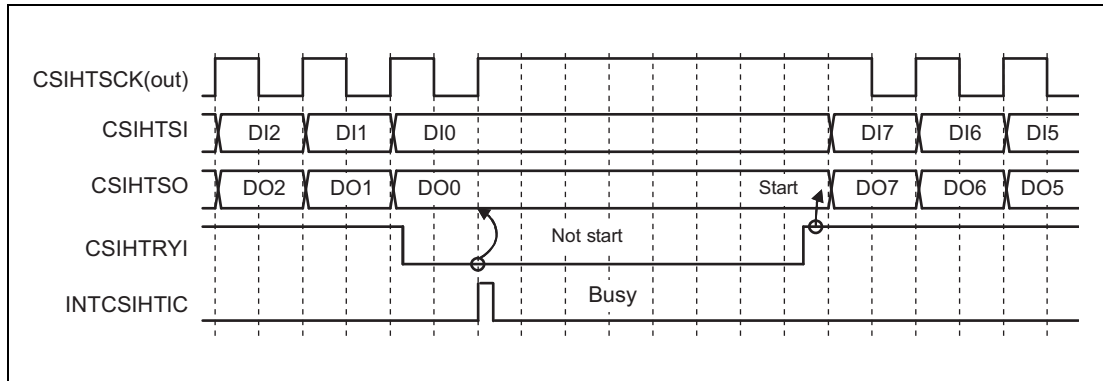 CSIHTSCK(out)
CSIHTSI DI2 DI1 DI0 DI7 DI6 DI5
CSIHTSO DO2 DO1 DO0 Start DO7 DO6 DO5
CSIHTRYI Not start
INTCSIHTIC Busy